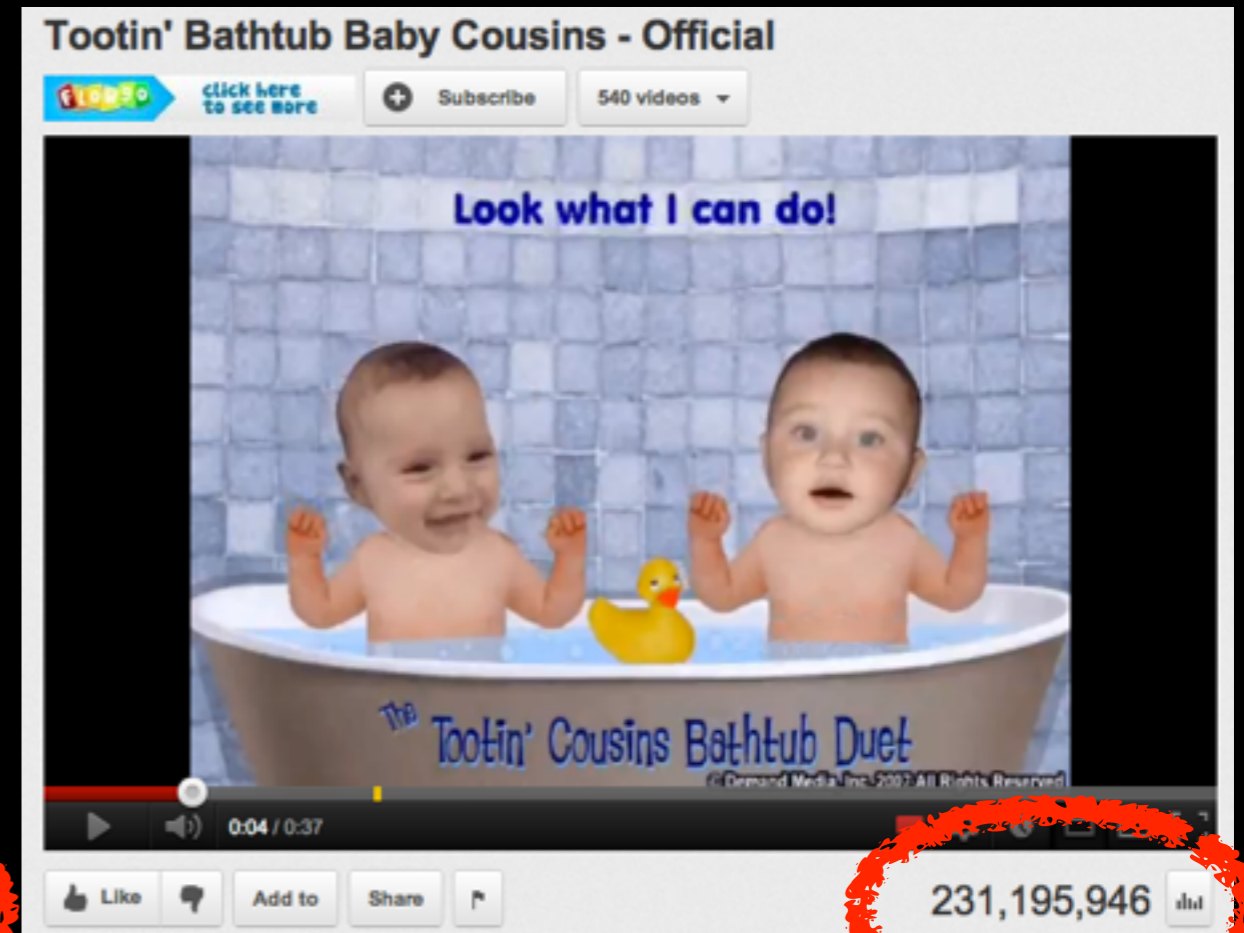 Tootin' Bathtub Baby Cousins - Official
click here
to see more
Subscribe
540 videos
Look what I can do!
The Tootin' Cousins Bathtub Duet
© Demand Media, Inc. 2007 All Rights Reserved
0:04 / 0:37
Like
Add to
Share
231,195,946